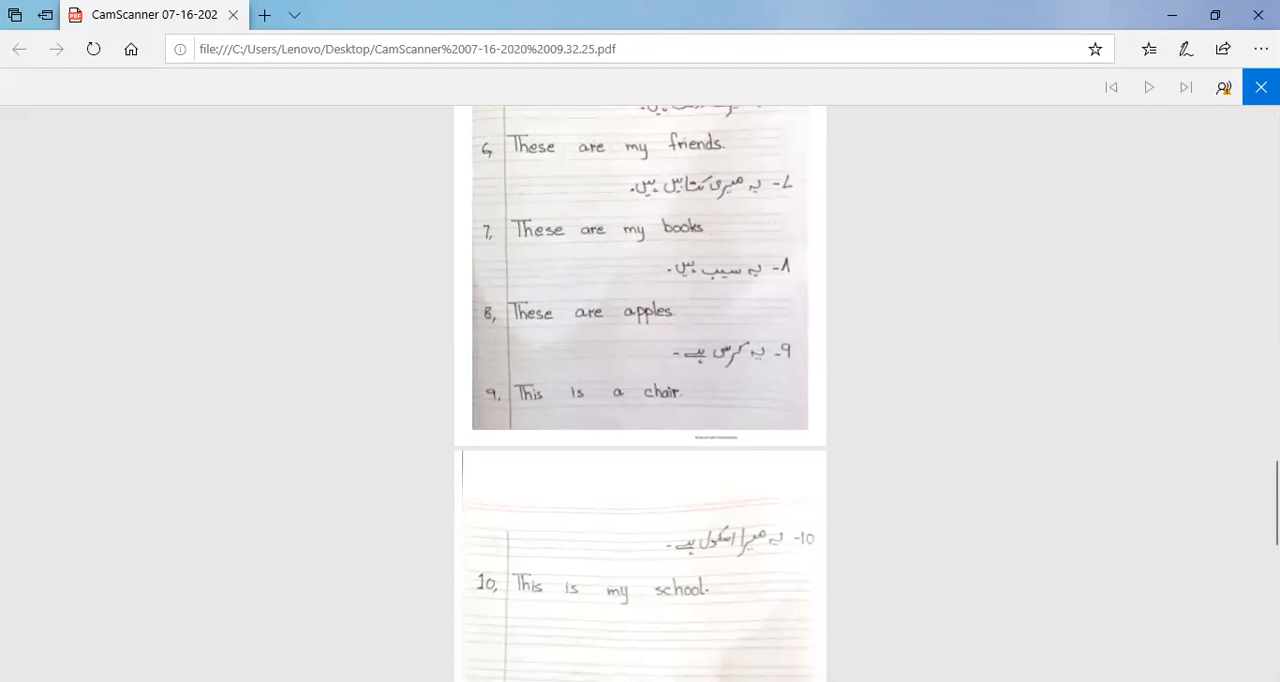 CamScanner 07-16-202
file:///C:/Users/Lenovo/Desktop/CamScanner%2007-16-2020%2009.32.25.pdf
6, These are my friends.
7- یہ میری کتابیں ہیں۔
7, These are my books
۸- یہ سیب ہیں۔
8, These are apples.
9- یہ کرسی ہے۔
9, This is a chair.
10- یہ میرا اسکول ہے۔
10, This is my school.